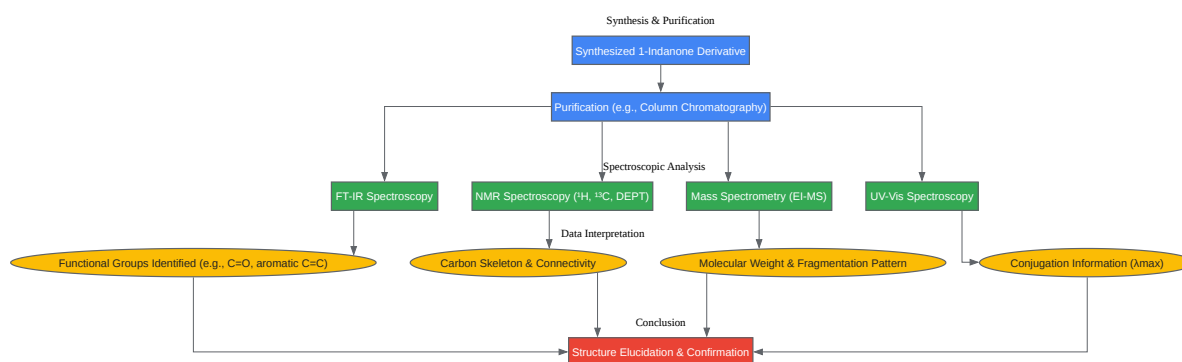 Synthesis & Purification
Synthesized 1-Indanone Derivative
Purification (e.g., Column Chromatography)
Spectroscopic Analysis
FT-IR Spectroscopy
NMR Spectroscopy (¹H, ¹³C, DEPT)
Mass Spectrometry (EI-MS)
UV-Vis Spectroscopy
Data Interpretation
Functional Groups Identified (e.g., C=O, aromatic C=C)
Carbon Skeleton & Connectivity
Molecular Weight & Fragmentation Pattern
Conjugation Information (λmax)
Conclusion
Structure Elucidation & Confirmation